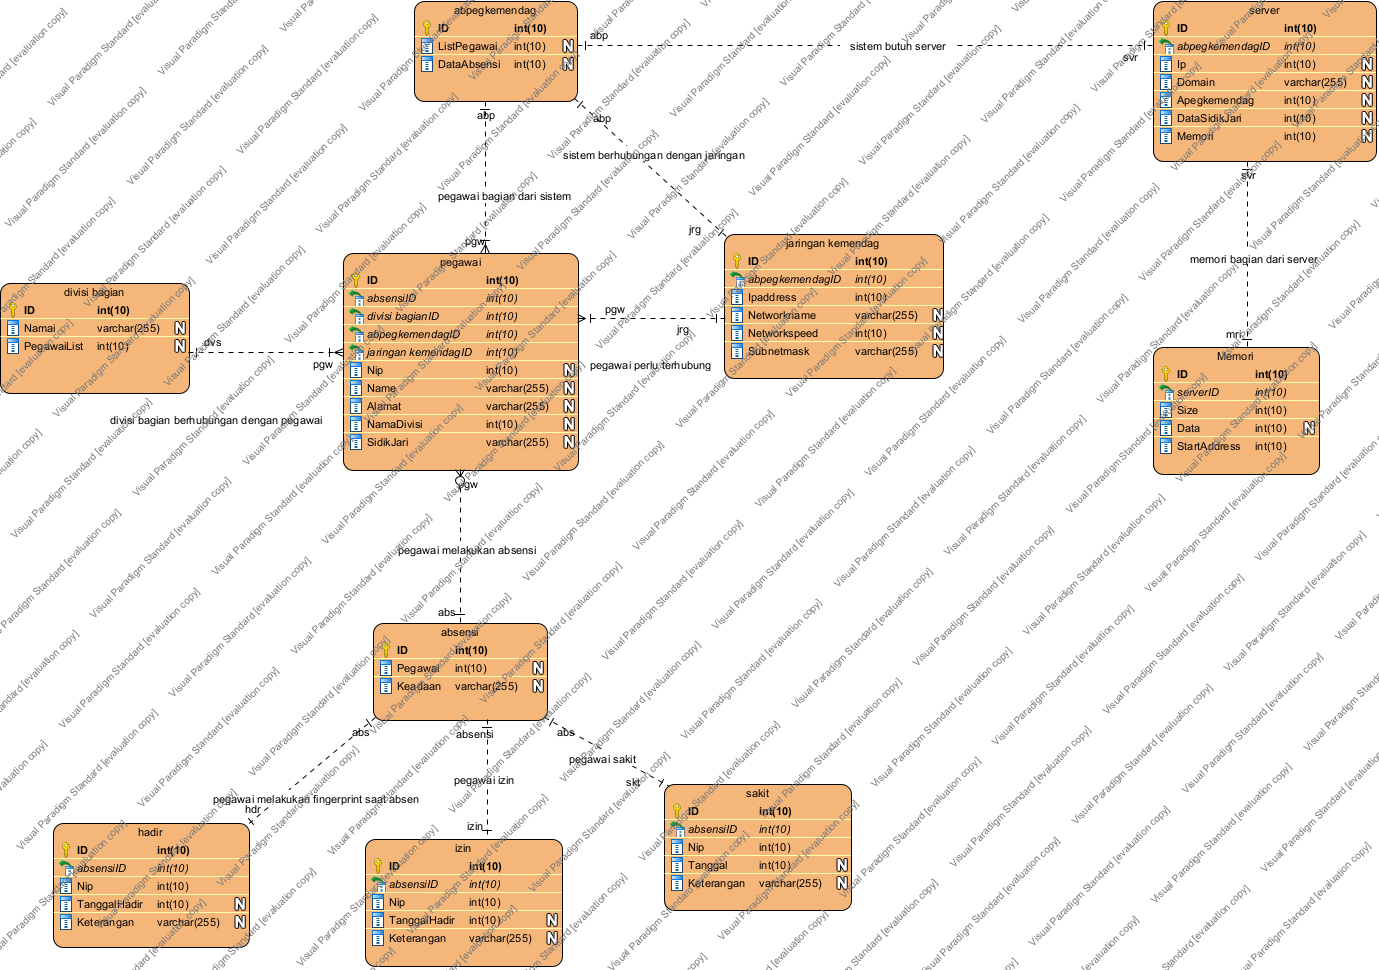 abpegkemendag
ID int(10)
ListPegawai int(10) N
DataAbsensi int(10) N
server
ID int(10)
abpegkemendagID int(10)
Ip int(10) N
Domain varchar(255) N
Apegkemendag int(10) N
DataSidikJari int(10) N
Memori int(10) N
abp
sistem butuh server
svr
abp
abp
sistem berhubungan dengan jaringan
pegawai bagian dari sistem
svr
memori bagian dari server
mri
pgw
jrg
jaringan kemendag
ID int(10)
abpegkemendagID int(10)
Ipaddress int(10)
Networkname varchar(255) N
Networkspeed int(10) N
Subnetmask varchar(255) N
pegawai
ID int(10)
absensiID int(10)
divisi bagianID int(10)
abpegkemendagID int(10)
jaringan kemendagID int(10)
Nip int(10) N
Name varchar(255) N
Alamat varchar(255) N
NamaDivisi int(10) N
SidikJari varchar(255) N
pgw
jrg
pegawai perlu terhubung
divisi bagian
ID int(10)
Namai varchar(255) N
PegawaiList int(10) N
dvs
pgw
divisi bagian berhubungan dengan pegawai
Memori
ID int(10)
serverID int(10)
Size int(10)
Data int(10) N
StartAddress int(10)
pgw
pegawai melakukan absensi
abs
absensi
ID int(10)
Pegawai int(10) N
Keadaan varchar(255) N
abs
absensi
abs
pegawai sakit
pegawai izin
skt
pegawai melakukan fingerprint saat absen
hdr
izin
hadir
ID int(10)
absensiID int(10)
Nip int(10)
TanggalHadir int(10) N
Keterangan varchar(255) N
izin
ID int(10)
absensiID int(10)
Nip int(10)
TanggalHadir int(10) N
Keterangan varchar(255) N
sakit
ID int(10)
absensiID int(10)
Nip int(10)
Tanggal int(10) N
Keterangan varchar(255) N
Visual Paradigm Standard [evaluation copy]